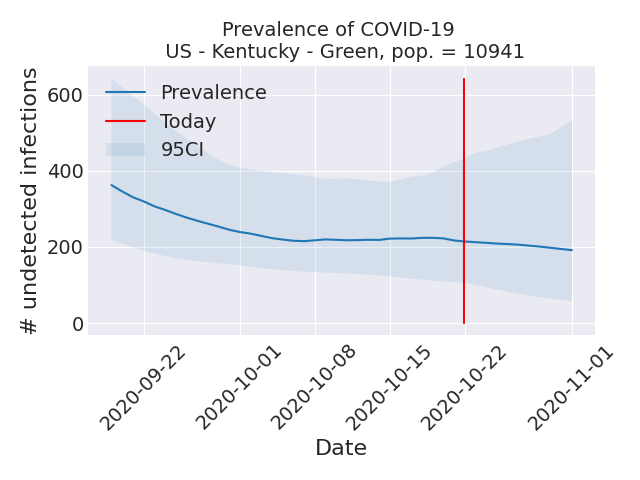 Prevalence of COVID-19
US - Kentucky - Green, pop. = 10941
# undetected infections
600
400
200
0
Prevalence
Today
95CI
2020-09-22
2020-10-01
2020-10-08
2020-10-15
2020-10-22
2020-11-01
Date